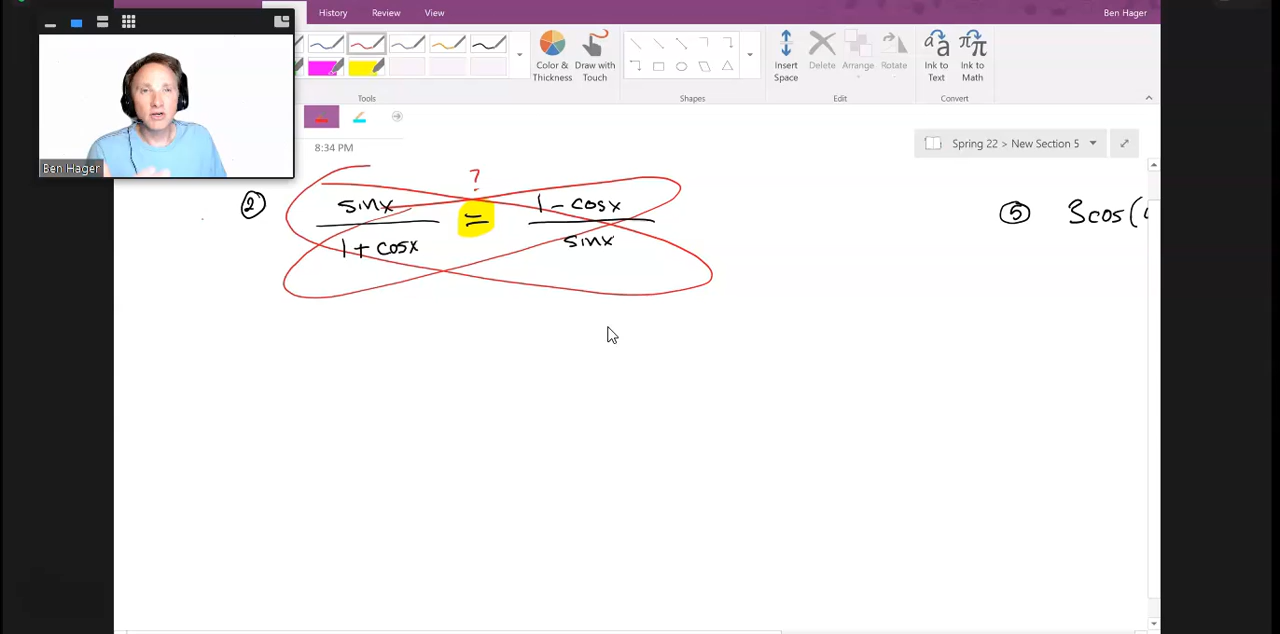 History Review View Ben Hager
Color & Thickness
Draw with Touch
Insert Space
Delete
Arrange
Rotate
Ink to Text
Ink to Math
Tools Shapes Edit Convert
Ben Hager
8:34 PM
Spring 22 > New Section 5
?
② sinx = 1 - cosx
1 + cosx sinx
⑤ 3cos(